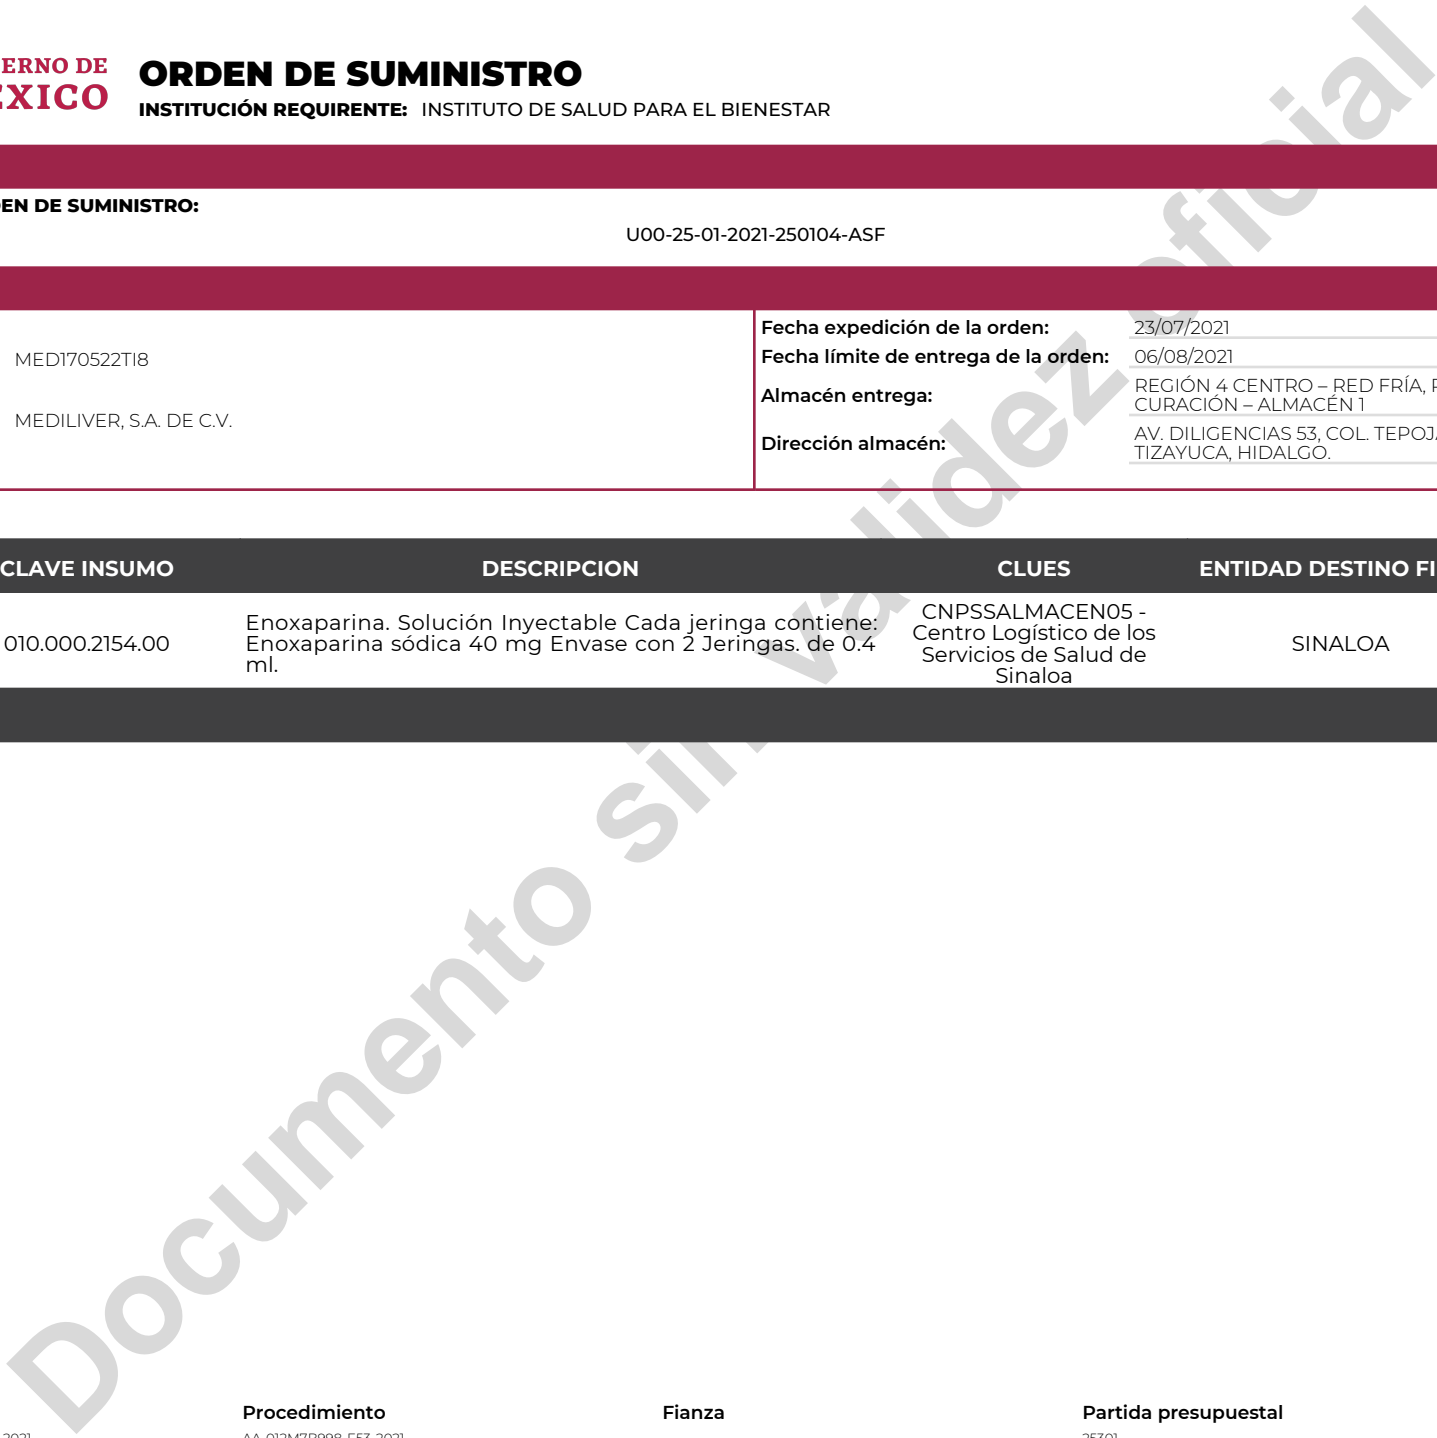 ERNO DE
ORDEN DE SUMINISTRO
INSTITUCIÓN REQUIRENTE: INSTITUTO DE SALUD PARA EL BIENESTAR
EN DE SUMINISTRO:
U00-25-01-2021-250104-ASF
MED170522TI8
MEDILIVER, S.A. DE C.V.
Fecha expedición de la orden: 23/07/2021
Fecha límite de entrega de la orden: 06/08/2021
Almacén entrega:
REGIÓN 4 CENTRO – RED FRÍA,
CURACIÓN – ALMACÉN 1
Dirección almacén:
AV. DILIGENCIAS 53, COL. TEPOJ
TIZAYUCA, HIDALGO.
CLAVE INSUMO DESCRIPCION CLUES ENTIDAD DESTINO FI
010.000.2154.00
Enoxaparina. Solución Inyectable Cada jeringa contiene:
Enoxaparina sódica 40 mg Envase con 2 Jeringas. de 0.4
ml.
CNPSSALMACEN05 -
Centro Logístico de los
Servicios de Salud de
Sinaloa
SINALOA
Documento sin validez oficial
Procedimiento Fianza Partida presupuestal